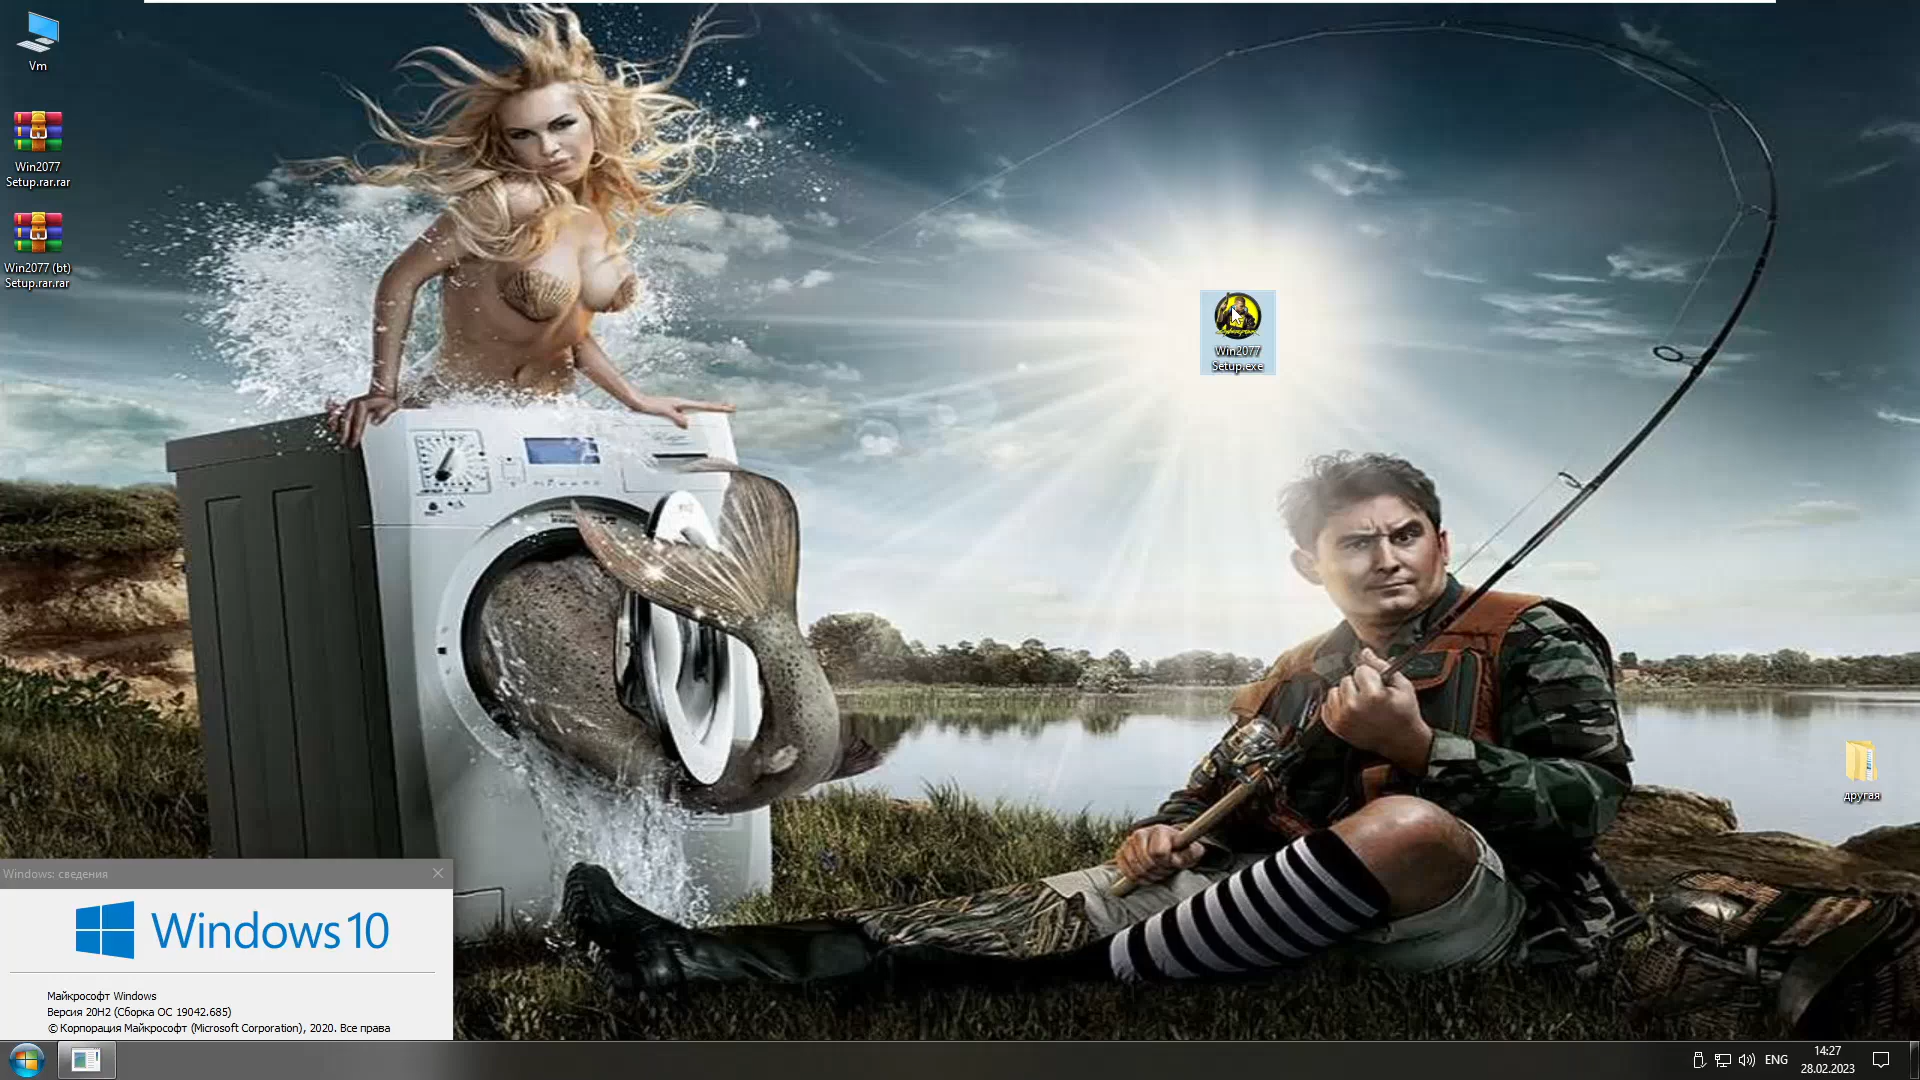 Vm
Win2077
Setup.rar.rar
Win2077 (bt)
Setup.rar.rar
Win2077
Setup.exe
другая
Windows: сведения
Windows 10
Майкрософт Windows
Версия 20H2 (Сборка ОС 19042.685)
© Корпорация Майкрософт (Microsoft Corporation), 2020. Все права
ENG
14:27
28.02.2023